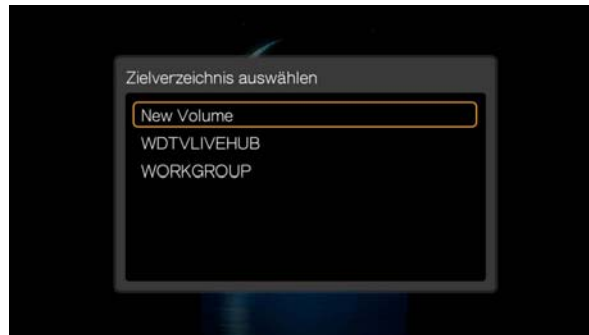 Zielverzeichnis auswählen
New Volume
WDTVLIVEHUB
WORKGROUP